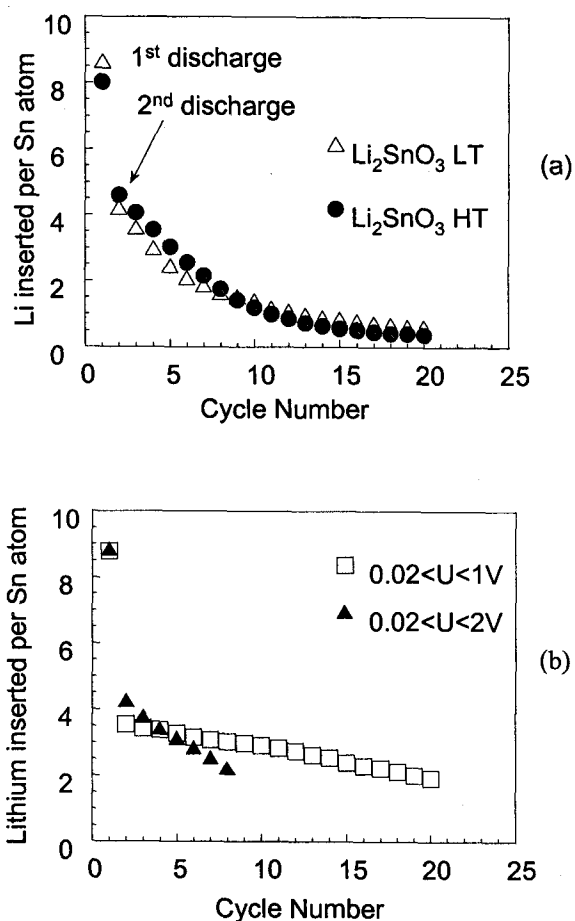 10
8
6
4
2
0
Li inserted per Sn atom
1st discharge
2nd discharge
△ Li₂SnO₃ LT
● Li₂SnO₃ HT
(a)
0 5 10 15 20 25
Cycle Number
10
8
6
4
2
0
Lithium inserted per Sn atom
□ 0.02<U<1V
▲ 0.02<U<2V
(b)
0 5 10 15 20 25
Cycle Number